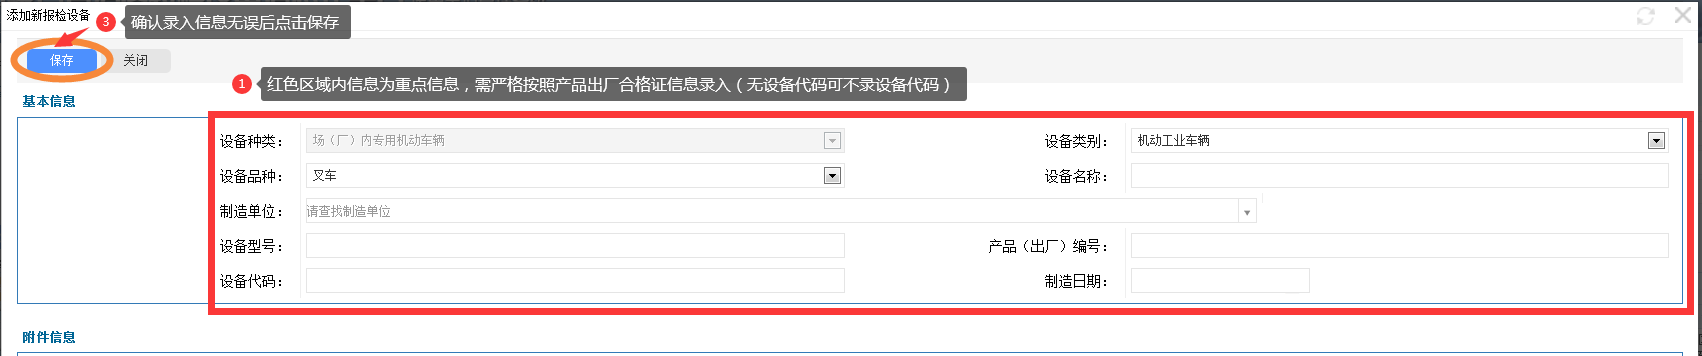 添加新报检设备
3 确认录入信息无误后点击保存
保存 关闭
1 红色区域内信息为重点信息，需严格按照产品出厂合格证信息录入（无设备代码可不录设备代码）
基本信息
设备种类： 场（厂）内专用机动车辆 设备类别： 机动工业车辆
设备品种： 叉车 设备名称：
制造单位： 请查找制造单位
设备型号： 产品（出厂）编号：
设备代码： 制造日期：
附件信息